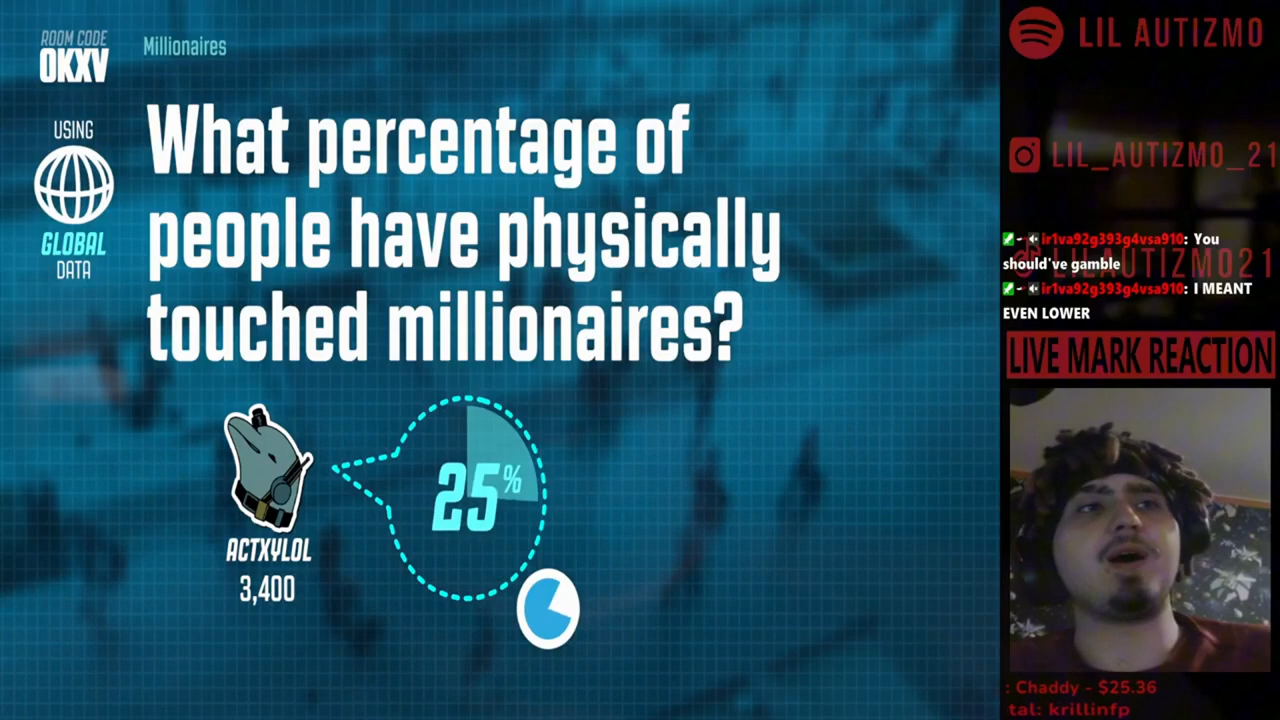 ROOM CODE
OKXV
Millionaires
USING
GLOBAL
DATA
What percentage of
people have physically
touched millionaires?
25%
ACTXYLOL
3,400
LIL AUTIZMO
LIL_AUTIZMO_21
ir1va92g393g4vsa910: You
should've gamble
LILAUTIZMO21
ir1va92g393g4vsa910: I MEANT
EVEN LOWER
LIVE MARK REACTION
: Chaddy - $25.36
tal: krillinfp